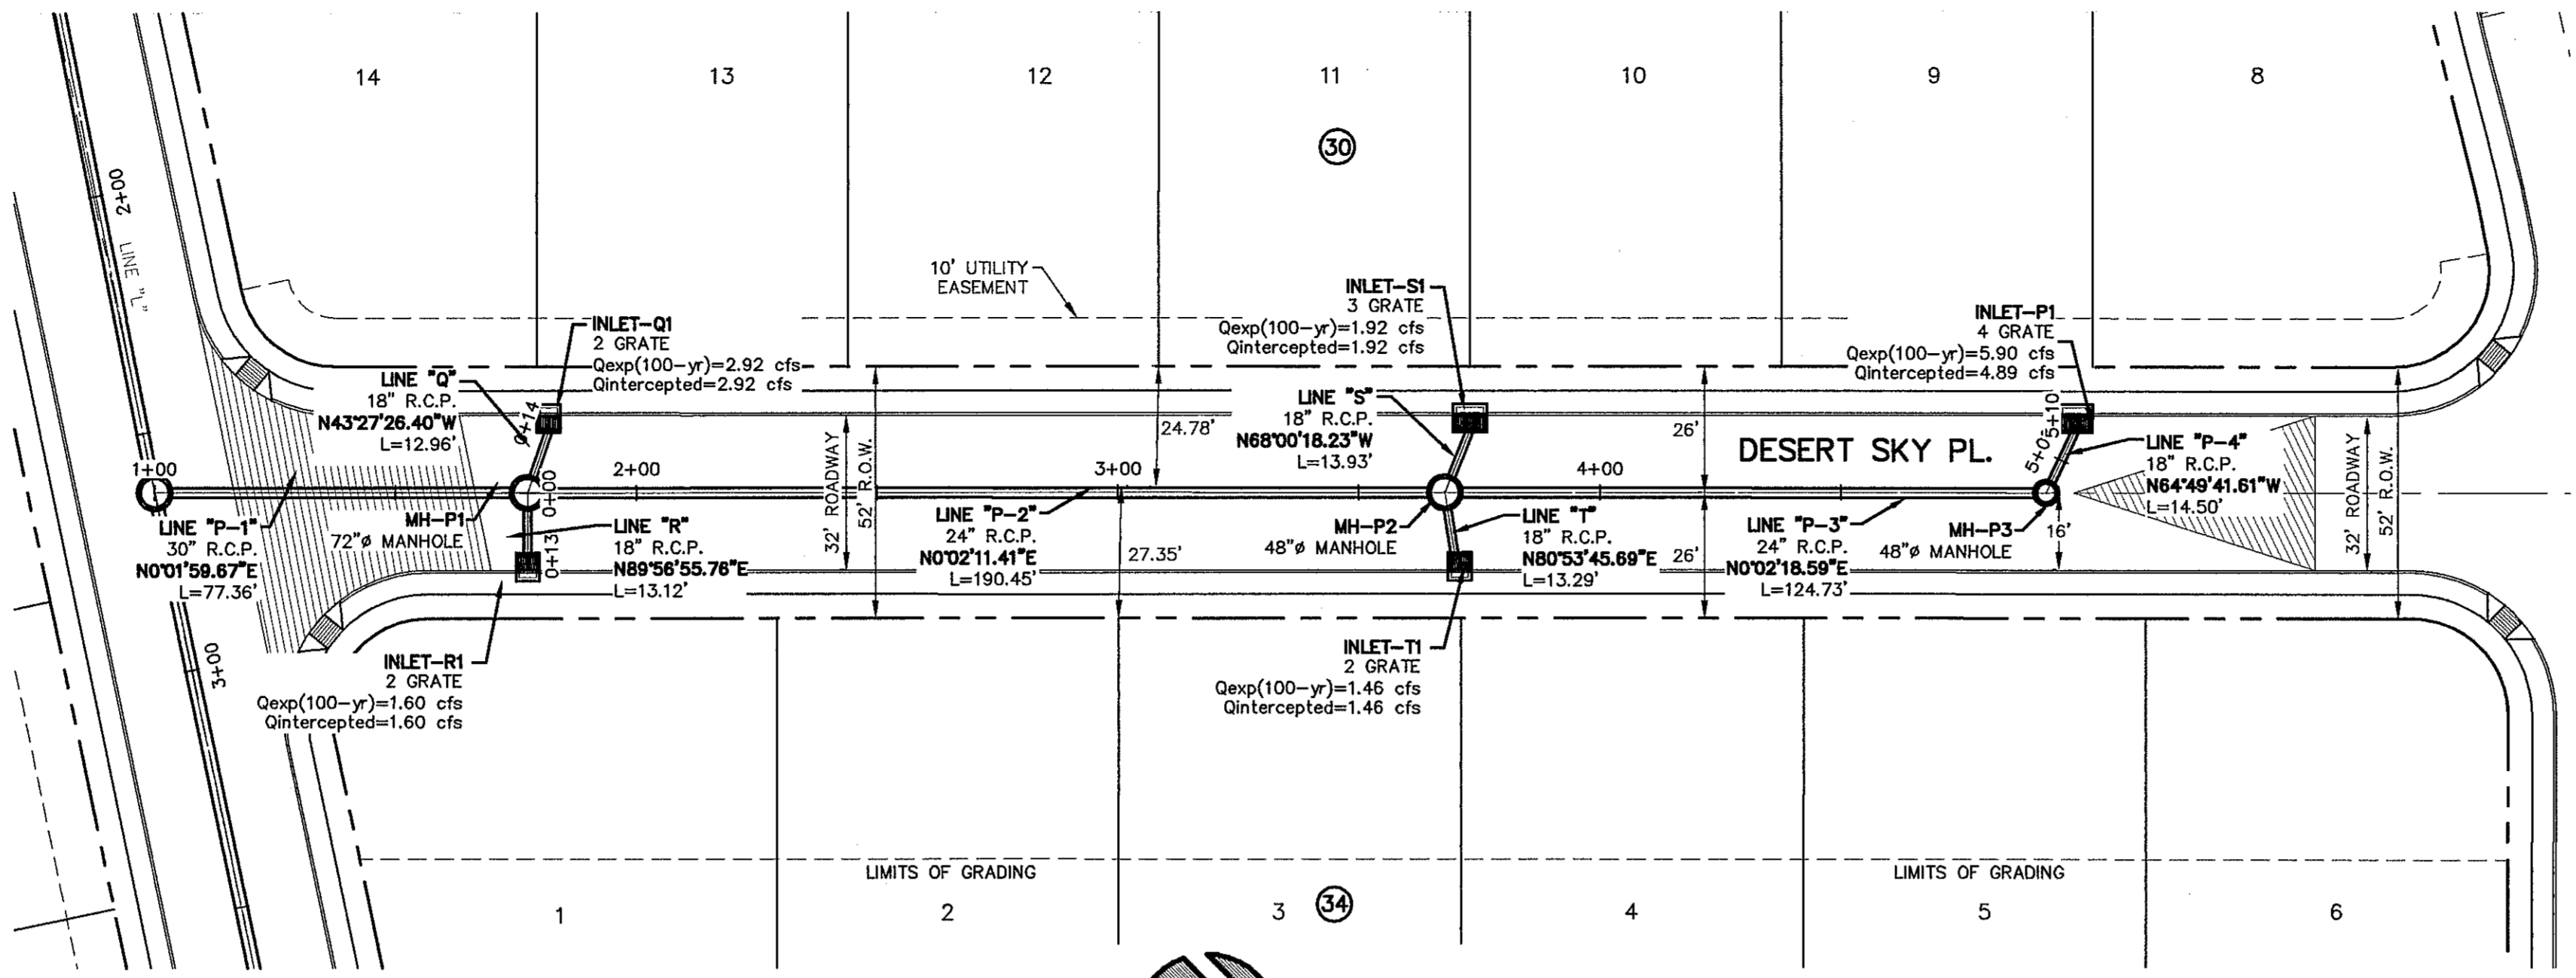 14
13
12
11
10
9
8
30
2+00
LINE "L"
10' UTILITY
EASEMENT
INLET-Q1
2 GRATE
Qexp(100-yr)=2.92 cfs
Qintercepted=2.92 cfs
INLET-S1
3 GRATE
Qexp(100-yr)=1.92 cfs
Qintercepted=1.92 cfs
INLET-P1
4 GRATE
Qexp(100-yr)=5.90 cfs
Qintercepted=4.89 cfs
LINE "Q"
18" R.C.P.
N43°27'26.40"W
L=12.96'
0+14
LINE "S"
18" R.C.P.
N68°00'18.23"W
L=13.93'
24.78'
26'
DESERT SKY PL.
5+10
5+05
LINE "P-4"
18" R.C.P.
N64°49'41.61"W
L=14.50'
32' ROADWAY
52' R.O.W.
1+00
2+00
3+00
4+00
0+00
32' ROADWAY
52' R.O.W.
LINE "P-1"
30" R.C.P.
N0°01'59.67"E
L=77.36'
MH-P1
72"ø MANHOLE
0+13
LINE "R"
18" R.C.P.
N89°56'55.76"E
L=13.12'
LINE "P-2"
24" R.C.P.
N0°02'11.41"E
L=190.45'
27.35'
MH-P2
48"ø MANHOLE
LINE "T"
18" R.C.P.
N80°53'45.69"E
L=13.29'
26'
LINE "P-3"
24" R.C.P.
N0°02'18.59"E
L=124.73'
MH-P3
48"ø MANHOLE
16'
3+00
INLET-R1
2 GRATE
Qexp(100-yr)=1.60 cfs
Qintercepted=1.60 cfs
INLET-T1
2 GRATE
Qexp(100-yr)=1.46 cfs
Qintercepted=1.46 cfs
LIMITS OF GRADING
LIMITS OF GRADING
1
2
3
34
4
5
6